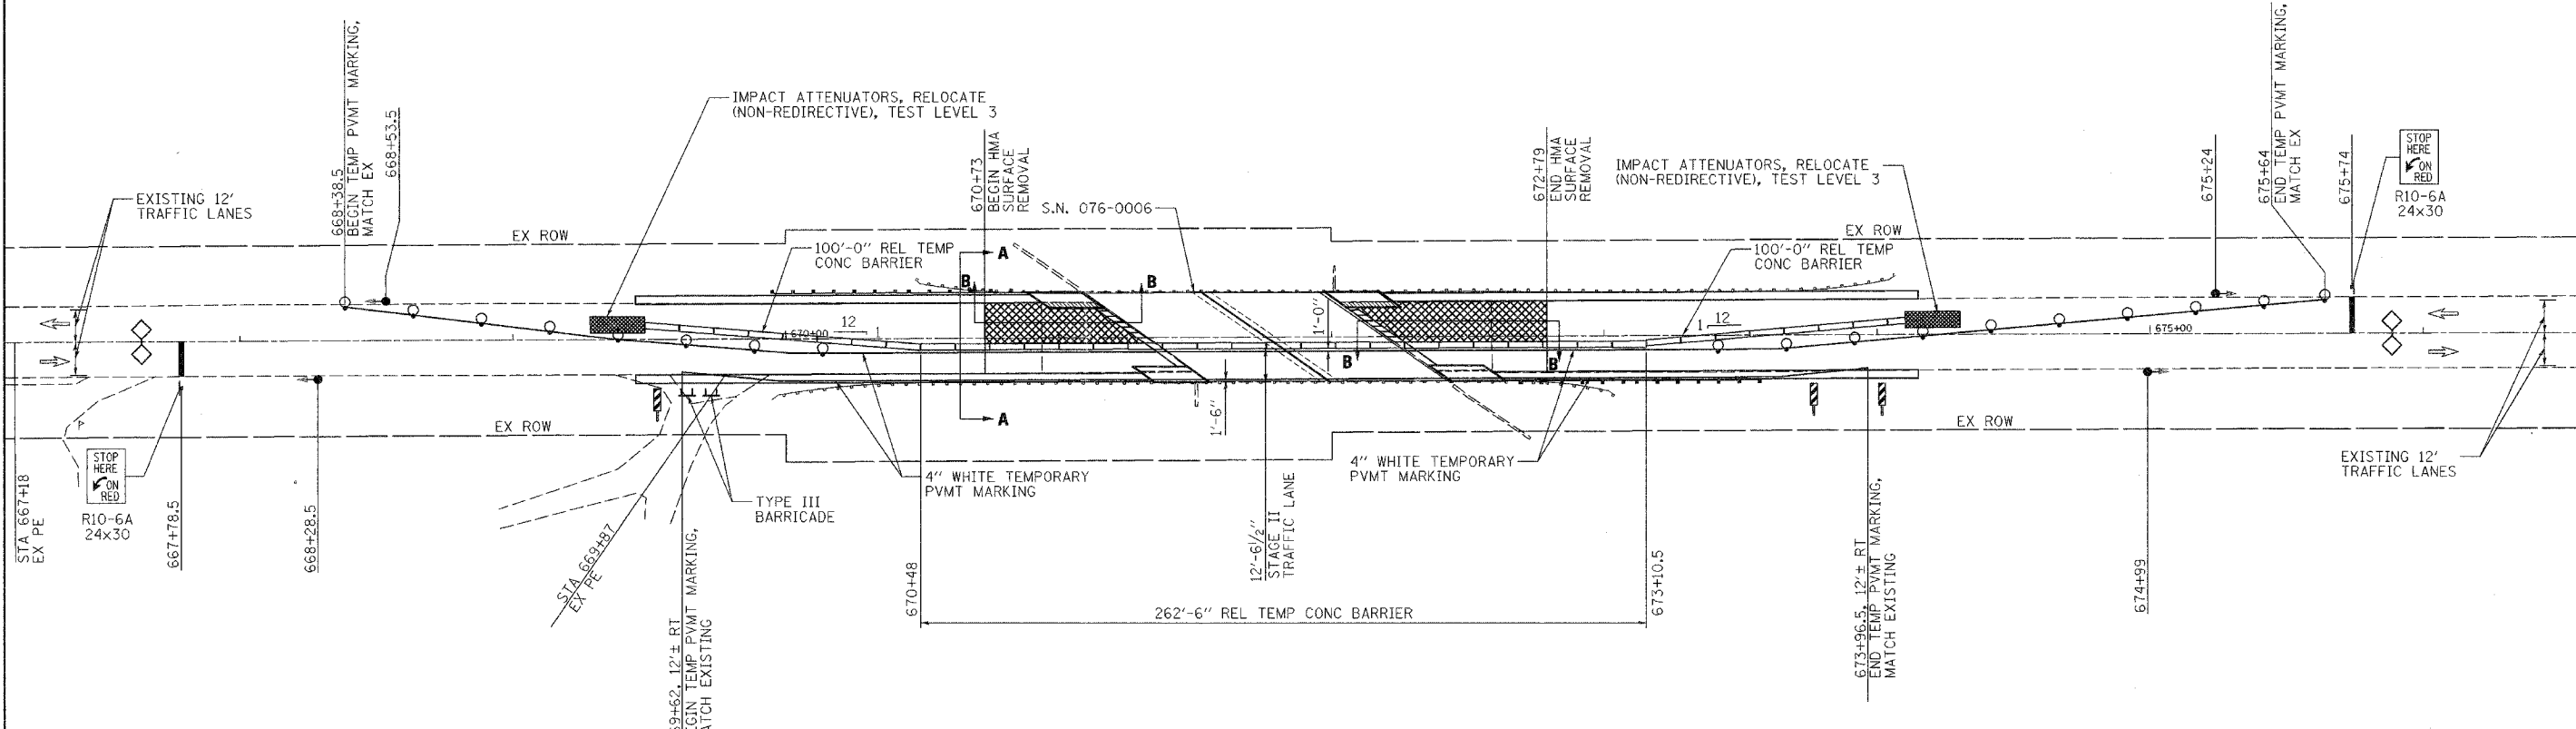 668+38.5
BEGIN TEMP PVMT MARKING,
MATCH EX
668+53.5
IMPACT ATTENUATORS, RELOCATE
(NON-REDIRECTIVE), TEST LEVEL 3
EXISTING 12'
TRAFFIC LANES
EX ROW
100'-0" REL TEMP
CONC BARRIER
670+73
BEGIN HMA
SURFACE
REMOVAL
S.N. 076-0006
672+79
END HMA
SURFACE
REMOVAL
IMPACT ATTENUATORS, RELOCATE
(NON-REDIRECTIVE), TEST LEVEL 3
EX ROW
100'-0" REL TEMP
CONC BARRIER
675+24
675+64
END TEMP PVMT MARKING,
MATCH EX
675+74
STOP
HERE
ON
RED
R10-6A
24x30
A
B
B
670+00
12
1
1'-0"
1
12
675+00
B
B
A
1'-6"
EX ROW
EX ROW
P
STA 667+18
EX PE
STOP
HERE
ON
RED
R10-6A
24x30
667+78.5
668+28.5
STA 669+87
EX PE
TYPE III
BARRICADE
4" WHITE TEMPORARY
PVMT MARKING
4" WHITE TEMPORARY
PVMT MARKING
EXISTING 12'
TRAFFIC LANES
69+62, 12'± RT
GIN TEMP PVMT MARKING,
ATCH EXISTING
670+48
262'-6" REL TEMP CONC BARRIER
12'-6 1/2"
STAGE II
TRAFFIC LANE
673+10.5
673+96.5, 12'± RT
END TEMP PVMT MARKING,
MATCH EXISTING
674+99